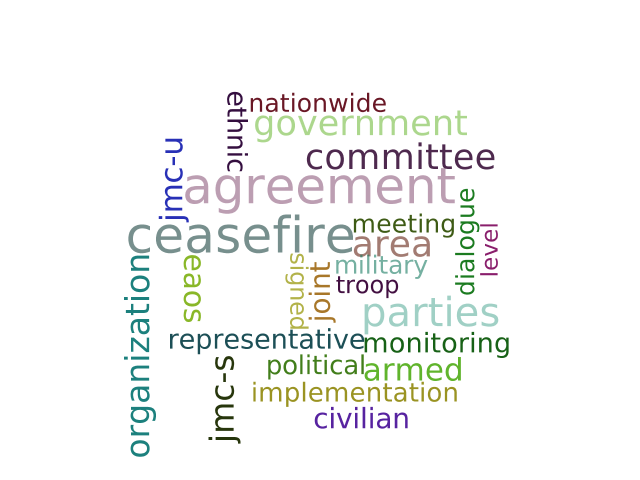 nationwide
ethnic
government
jmc-u
committee
agreement
dialogue
ceasefire
meeting
level
area
organization
eaos
signed
joint
military
troop
parties
representative
monitoring
jmc-s
political
armed
implementation
civilian